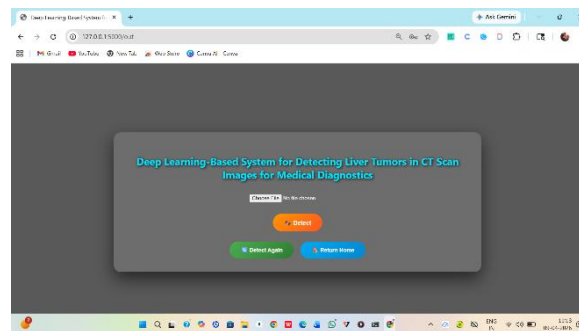 Deep Learning Based System fo
Ask Gemini
127.0.0.1:5000/out
Gmail YouTube New Tab Web Store Canva AI Canva
Deep Learning-Based System for Detecting Liver Tumors in CT Scan
Images for Medical Diagnostics
Choose File No file chosen
Detect
Detect Again Return Home
ENG
IN